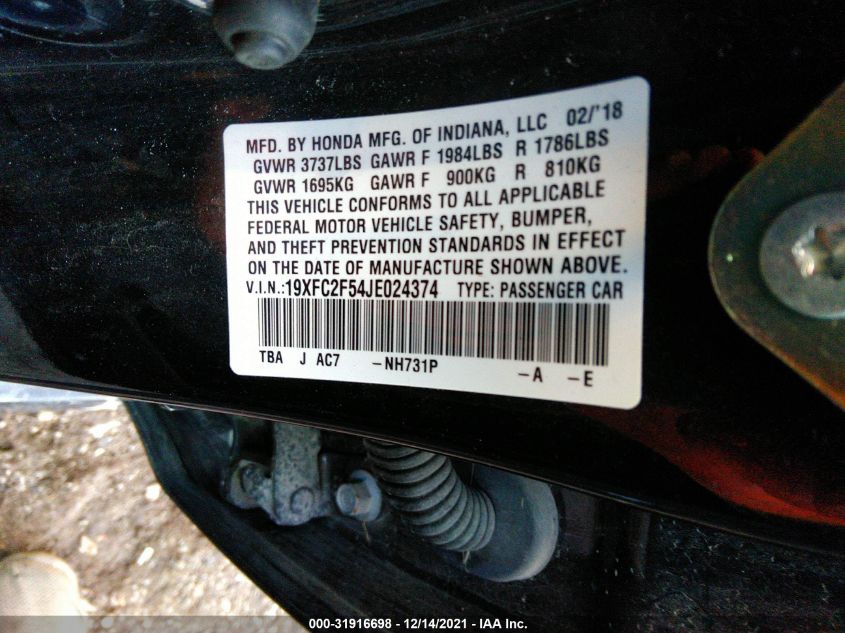 MFD. BY HONDA MFG. OF INDIANA, LLC 02/'18
GVWR 3737LBS GAWR F 1984LBS R 1786LBS
GVWR 1695KG GAWR F 900KG R 810KG
THIS VEHICLE CONFORMS TO ALL APPLICABLE
FEDERAL MOTOR VEHICLE SAFETY, BUMPER,
AND THEFT PREVENTION STANDARDS IN EFFECT
ON THE DATE OF MANUFACTURE SHOWN ABOVE.
V.I.N.:19XFC2F54JE024374 TYPE: PASSENGER CAR
TBA J AC7 -NH731P -A -E
000-31916698 - 12/14/2021 - IAA Inc.